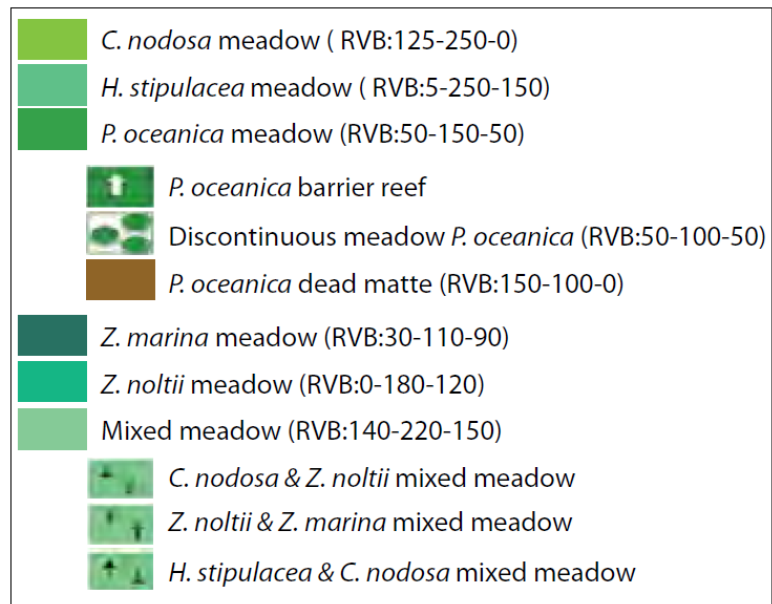 C. nodosa meadow ( RVB:125-250-0)
H. stipulacea meadow ( RVB:5-250-150)
P. oceanica meadow (RVB:50-150-50)
P. oceanica barrier reef
Discontinuous meadow P. oceanica (RVB:50-100-50)
P. oceanica dead matte (RVB:150-100-0)
Z. marina meadow (RVB:30-110-90)
Z. noltii meadow (RVB:0-180-120)
Mixed meadow (RVB:140-220-150)
C. nodosa & Z. noltii mixed meadow
Z. noltii & Z. marina mixed meadow
H. stipulacea & C. nodosa mixed meadow